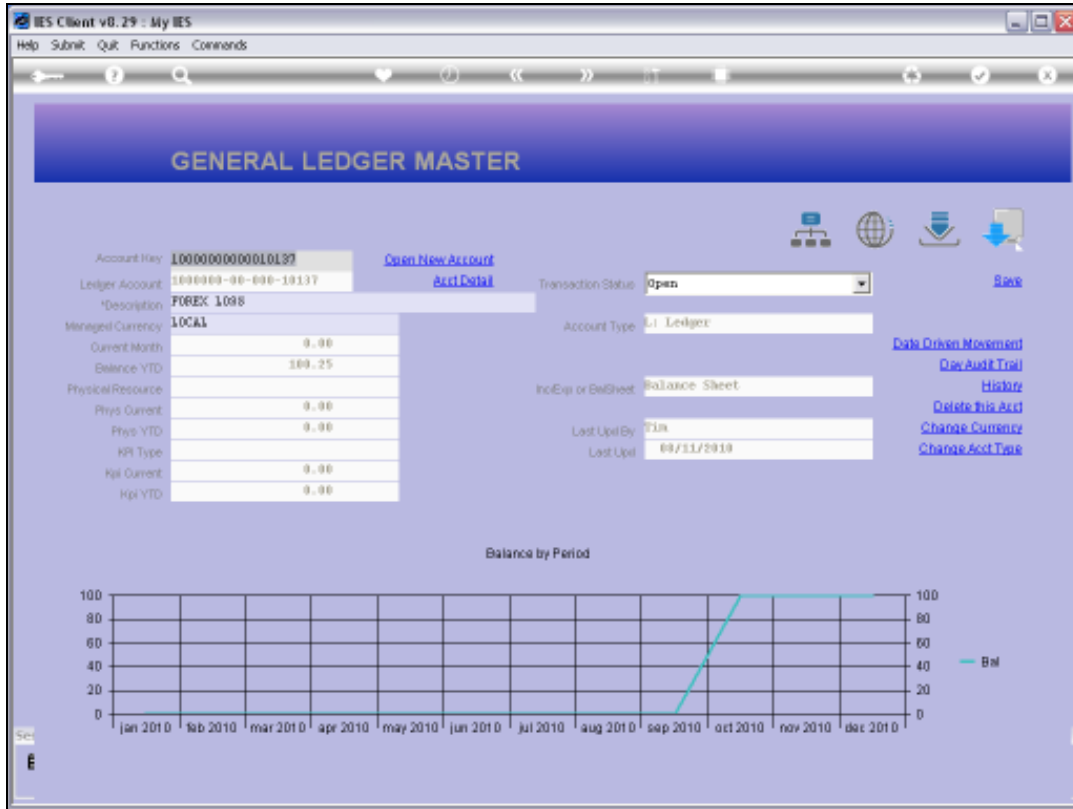 IES Client v8.29 : My IES
Help Submit Quit Functions Commands
GENERAL LEDGER MASTER
Account Key 1000000000010137 Open New Account
Ledger Account 1000000-00-000-10137 Acct Detail Transaction Status Open Save
*Description FOREX LOSS
Managed Currency LOCAL Account Type L: Ledger
Current Month 0.00 Date Driven Movement
Balance YTD 100.25 Day Audit Trail
Physical Resource Inc/Exp or BalSheet Balance Sheet History
Phys Current 0.00 Delete this Acct
Phys YTD 0.00 Last Upd By Tim Change Currency
KPI Type Last Upd 08/11/2010 Change Acct Type
Kpi Current 0.00
Kpi YTD 0.00
Balance by Period
100 100
80 80
60 60
40 40 Bal
20 20
0 0
jan 2010 feb 2010 mar 2010 apr 2010 may 2010 jun 2010 jul 2010 aug 2010 sep 2010 oct 2010 nov 2010 dec 2010